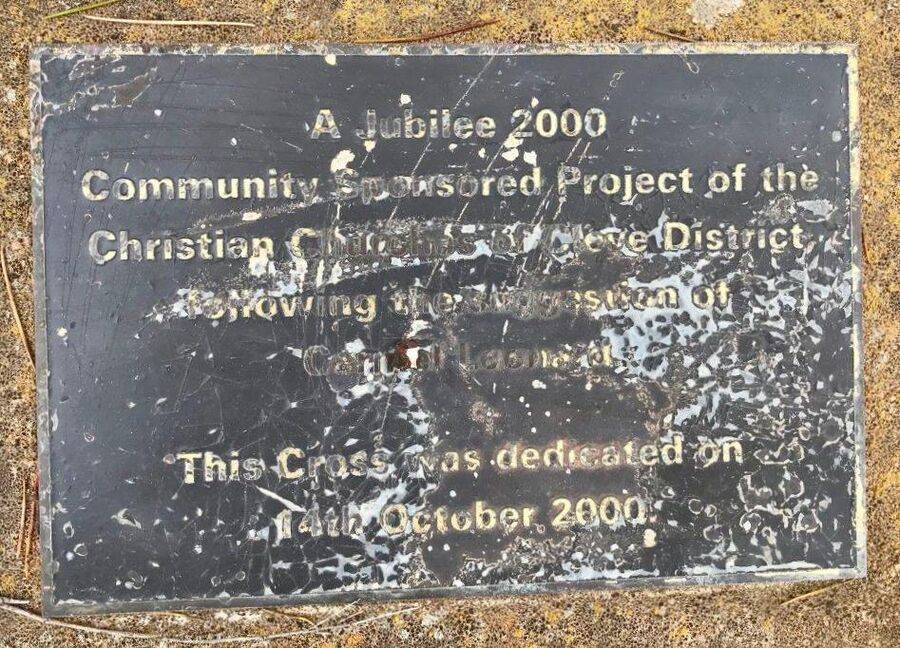 A Jubilee 2000
Community Sponsored Project of the
Christian Churches of Cleve District,
following the suggestion of
Leonard
This Cross was dedicated on
14th October 2000.